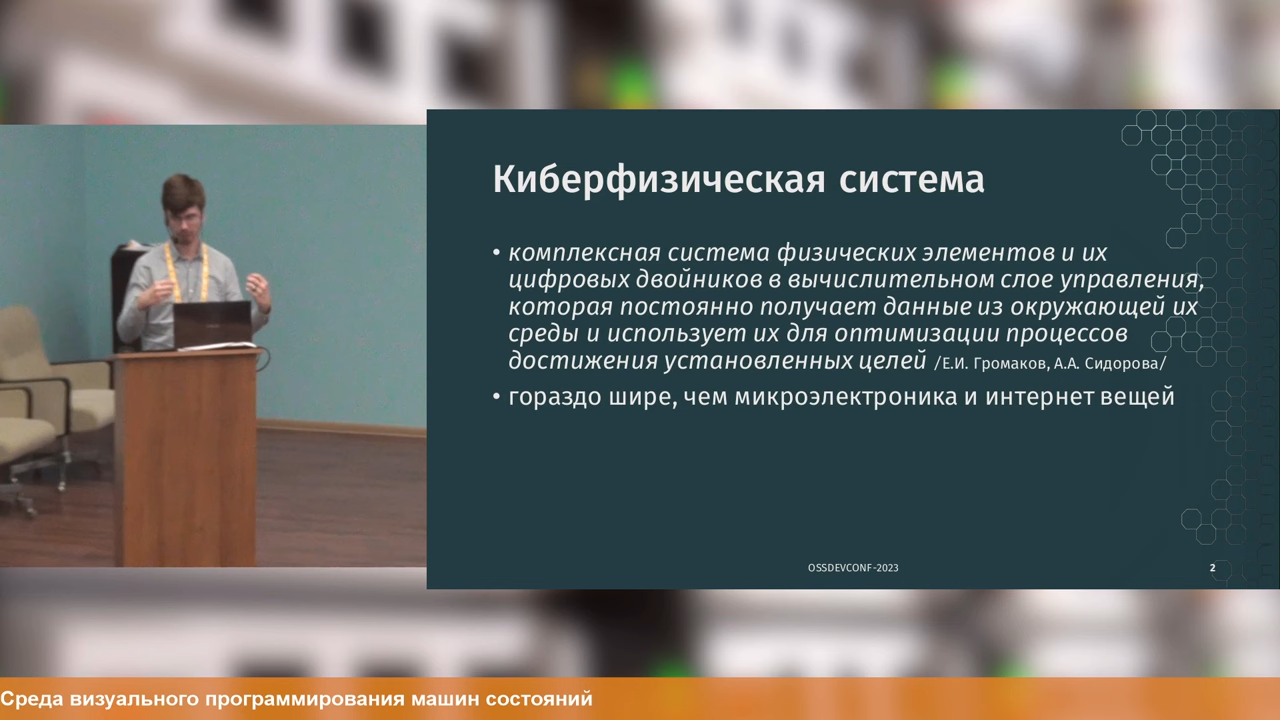 Киберфизическая система
• комплексная система физических элементов и их
цифровых двойников в вычислительном слое управления,
которая постоянно получает данные из окружающей их
среды и использует их для оптимизации процессов
достижения установленных целей /Е.И. Громаков, А.А. Сидорова/
• гораздо шире, чем микроэлектроника и интернет вещей
OSSDEVCONF-2023
2
Среда визуального программирования машин состояний